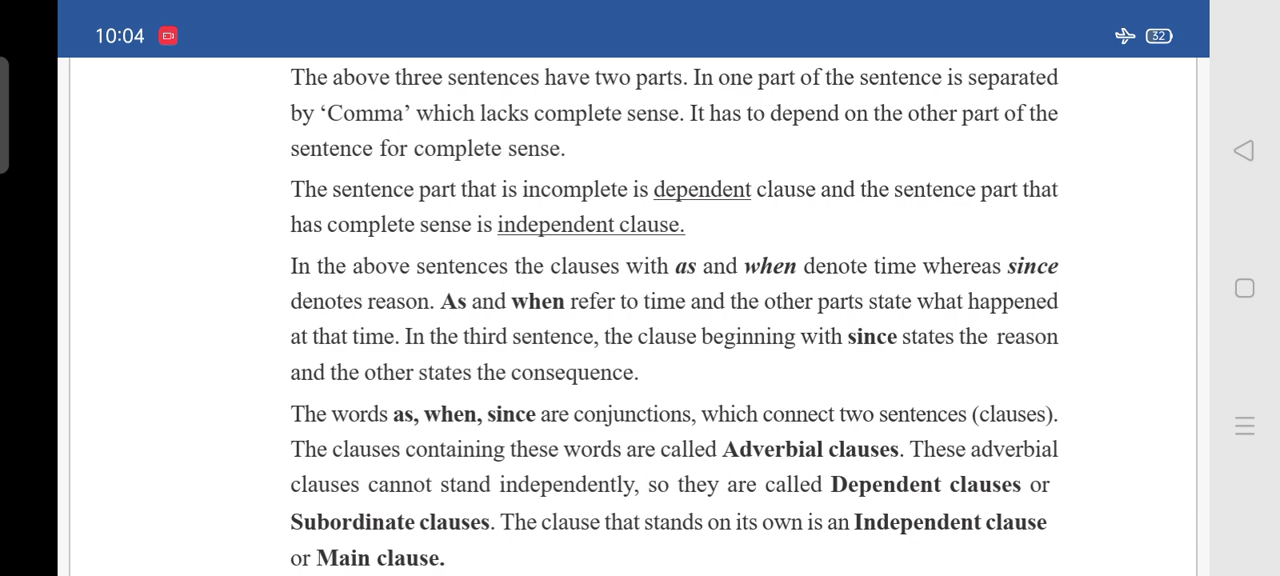 10:04
32
The above three sentences have two parts. In one part of the sentence is separated
by ‘Comma’ which lacks complete sense. It has to depend on the other part of the
sentence for complete sense.
The sentence part that is incomplete is dependent clause and the sentence part that
has complete sense is independent clause.
In the above sentences the clauses with as and when denote time whereas since
denotes reason. As and when refer to time and the other parts state what happened
at that time. In the third sentence, the clause beginning with since states the reason
and the other states the consequence.
The words as, when, since are conjunctions, which connect two sentences (clauses).
The clauses containing these words are called Adverbial clauses. These adverbial
clauses cannot stand independently, so they are called Dependent clauses or
Subordinate clauses. The clause that stands on its own is an Independent clause
or Main clause.